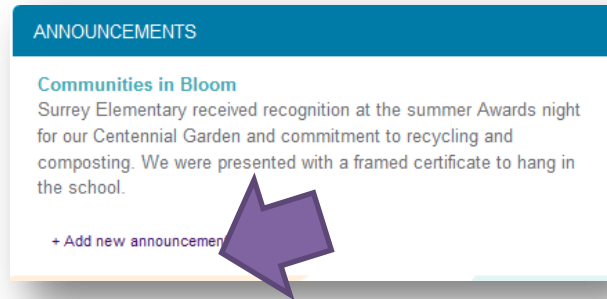 ANNOUNCEMENTS
Communities in Bloom
Surrey Elementary received recognition at the summer Awards night
for our Centennial Garden and commitment to recycling and
composting. We were presented with a framed certificate to hang in
the school.
+ Add new announcement